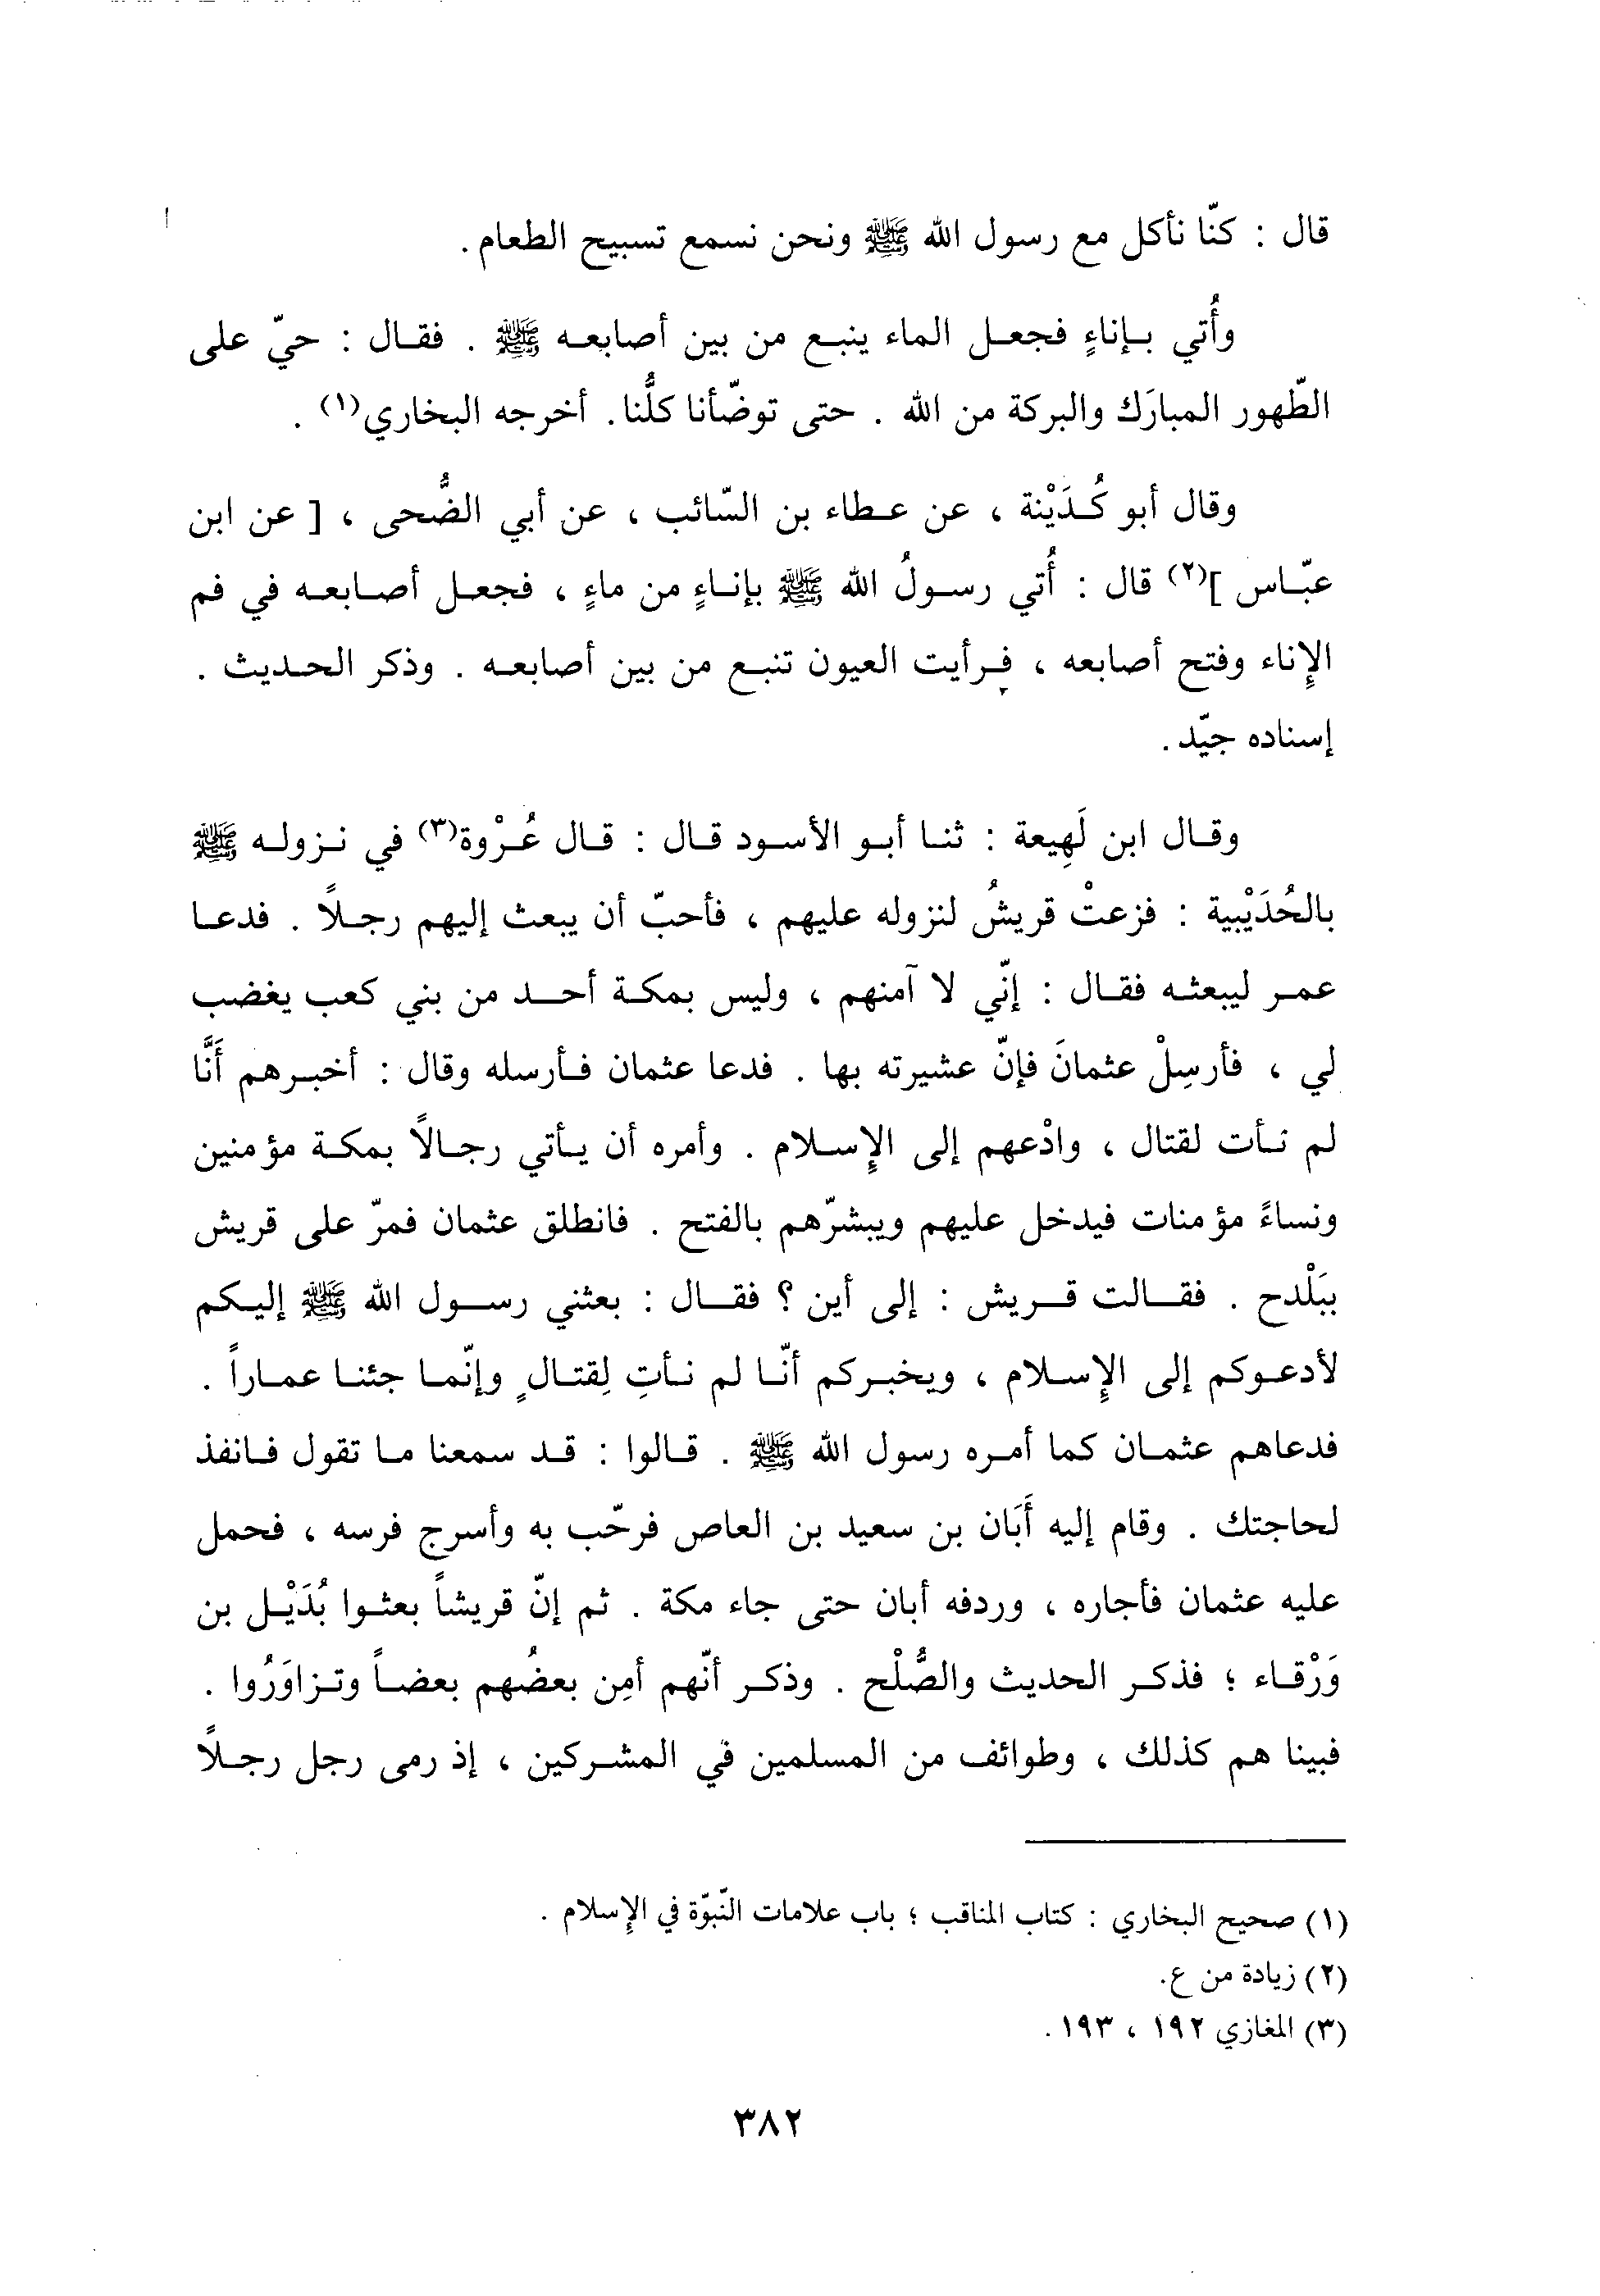 قال : كنّا نأكل مع رسول الله ﷺ ونحن نسمع تسبيح الطعام .
وأُتي بإناءٍ فجعل الماء ينبع من بين أصابعه ﷺ . فقال : حيّ على
الطّهور المبارَك والبركة من الله . حتى توضّأنا كلُّنا . أخرجه البخاري(١) .
وقال أبو كُدَيْنة ، عن عطاء بن السّائب ، عن أبي الضُّحى ، [ عن ابن
عبّاس ](٢) قال : أُتي رسولُ الله ﷺ بإناءٍ من ماءٍ ، فجعل أصابعه في فم
الإِناء وفتح أصابعه ، فرأيت العيون تنبع من بين أصابعه . وذكر الحديث .
إسناده جيّد .
وقال ابن لَهِيعة : ثنا أبو الأسود قال : قال عُرْوة(٣) في نزوله ﷺ
بالحُدَيْبية : فزعتْ قريشُ لنزوله عليهم ، فأحبّ أن يبعث إليهم رجلاً . فدعا
عمر ليبعثه فقال : إنّي لا آمنهم ، وليس بمكة أحد من بني كعب يغضب
لي ، فأرسِلْ عثمانَ فإنّ عشيرته بها . فدعا عثمان فأرسله وقال : أخبرهم أَنَّا
لم نأت لقتال ، وادْعهم إلى الإِسلام . وأمره أن يأتي رجالاً بمكة مؤمنين
ونساءً مؤمنات فيدخل عليهم ويبشرّهم بالفتح . فانطلق عثمان فمرّ على قريش
ببَلْدح . فقالت قريش : إلى أين ؟ فقال : بعثني رسول الله ﷺ إليكم
لأدعوكم إلى الإِسلام ، ويخبركم أنّا لم نأتِ لِقتالٍ وإنّما جئنا عماراً .
فدعاهم عثمان كما أمره رسول الله ﷺ . قالوا : قد سمعنا ما تقول فانفذ
لحاجتك . وقام إليه أَبَان بن سعيد بن العاص فرحّب به وأسرج فرسه ، فحمل
عليه عثمان فأجاره ، وردفه أبان حتى جاء مكة . ثم إنّ قريشاً بعثوا بُدَيْل بن
وَرْقاء ؛ فذكر الحديث والصُّلْح . وذكر أنّهم أمِن بعضُهم بعضاً وتزاوَرُوا .
فبينا هم كذلك ، وطوائف من المسلمين في المشركين ، إذ رمى رجل رجلاً
(١) صحيح البخاري : كتاب المناقب ؛ باب علامات النّبوّة في الإِسلام .
(٢) زيادة من ع.
(٣) المغازي ١٩٢ ، ١٩٣ .
٣٨٢